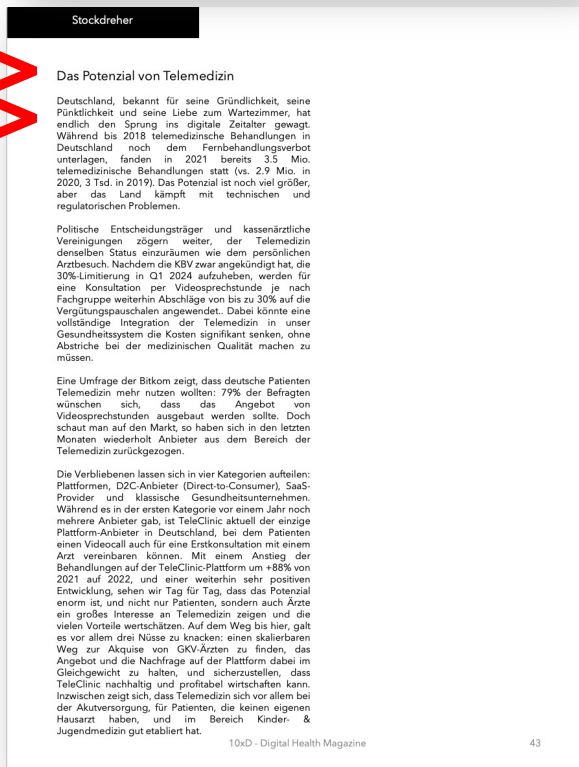 Stockdreher
Das Potenzial von Telemedizin
Deutschland, bekannt für seine Gründlichkeit, seine
Pünktlichkeit und seine Liebe zum Wartezimmer, hat
endlich den Sprung ins digitale Zeitalter gewagt.
Während bis 2018 telemedizinsche Behandlungen in
Deutschland noch dem Fernbehandlungsverbot
unterlagen, fanden in 2021 bereits 3.5 Mio.
telemedizinische Behandlungen statt (vs. 2.9 Mio. in
2020, 3 Tsd. in 2019). Das Potenzial ist noch viel größer,
aber das Land kämpft mit technischen und
regulatorischen Problemen.
Politische Entscheidungsträger und kassenärztliche
Vereinigungen zögern weiter, der Telemedizin
denselben Status einzuräumen wie dem persönlichen
Arztbesuch. Nachdem die KBV zwar angekündigt hat, die
30%-Limitierung in Q1 2024 aufzuheben, werden für
eine Konsultation per Videosprechstunde je nach
Fachgruppe weiterhin Abschläge von bis zu 30% auf die
Vergütungspauschalen angewendet.. Dabei könnte eine
vollständige Integration der Telemedizin in unser
Gesundheitssystem die Kosten signifikant senken, ohne
Abstriche bei der medizinischen Qualität machen zu
müssen.
Eine Umfrage der Bitkom zeigt, dass deutsche Patienten
Telemedizin mehr nutzen wollten: 79% der Befragten
wünschen sich, dass das Angebot von
Videosprechstunden ausgebaut werden sollte. Doch
schaut man auf den Markt, so haben sich in den letzten
Monaten wiederholt Anbieter aus dem Bereich der
Telemedizin zurückgezogen.
Die Verbliebenen lassen sich in vier Kategorien aufteilen:
Plattformen, D2C-Anbieter (Direct-to-Consumer), SaaS-
Provider und klassische Gesundheitsunternehmen.
Während es in der ersten Kategorie vor einem Jahr noch
mehrere Anbieter gab, ist TeleClinic aktuell der einzige
Plattform-Anbieter in Deutschland, bei dem Patienten
einen Videocall auch für eine Erstkonsultation mit einem
Arzt vereinbaren können. Mit einem Anstieg der
Behandlungen auf der TeleClinic-Plattform um +88% von
2021 auf 2022, und einer weiterhin sehr positiven
Entwicklung, sehen wir Tag für Tag, dass das Potenzial
enorm ist, und nicht nur Patienten, sondern auch Ärzte
ein großes Interesse an Telemedizin zeigen und die
vielen Vorteile wertschätzen. Auf dem Weg bis hier, galt
es vor allem drei Nüsse zu knacken: einen skalierbaren
Weg zur Akquise von GKV-Ärzten zu finden, das
Angebot und die Nachfrage auf der Plattform dabei im
Gleichgewicht zu halten, und sicherzustellen, dass
TeleClinic nachhaltig und profitabel wirtschaften kann.
Inzwischen zeigt sich, dass Telemedizin sich vor allem bei
der Akutversorgung, für Patienten, die keinen eigenen
Hausarzt haben, und im Bereich Kinder- &
Jugendmedizin gut etabliert hat.
10xD - Digital Health Magazine 43